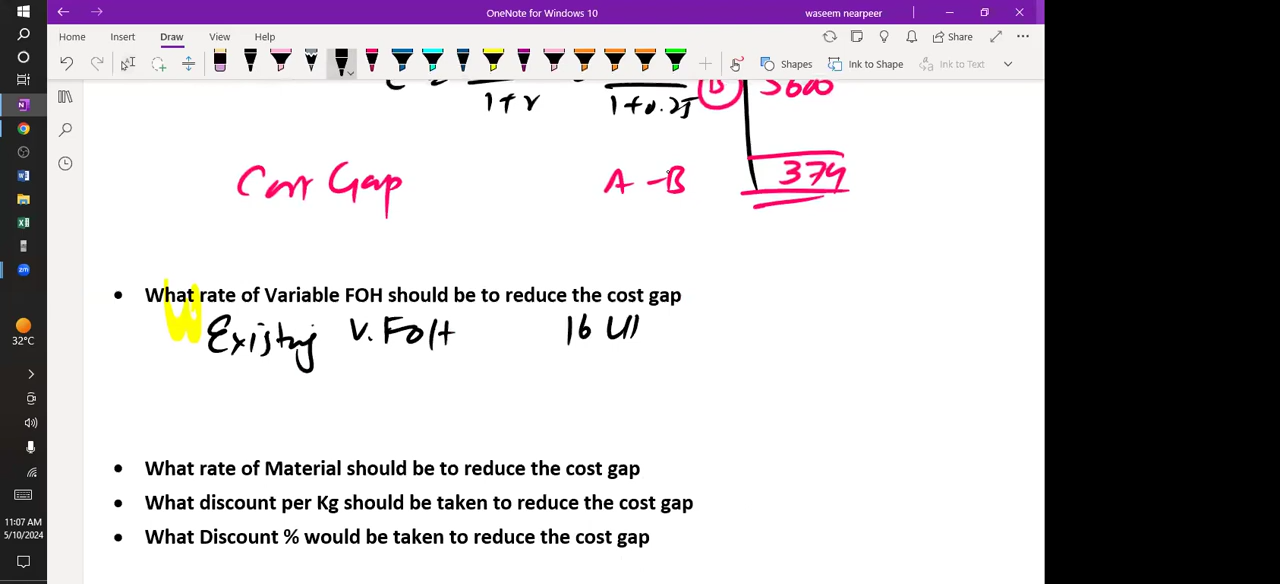 OneNote for Windows 10
waseem nearpeer
Home Insert Draw View Help
Share
Shapes Ink to Shape Ink to Text
1+r 1+0.25 B 5600
Cost Gap A - B 374
• What rate of Variable FOH should be to reduce the cost gap
Existing V. FOH 16
• What rate of Material should be to reduce the cost gap
• What discount per Kg should be taken to reduce the cost gap
• What Discount % would be taken to reduce the cost gap
32°C
11:07 AM
5/10/2024